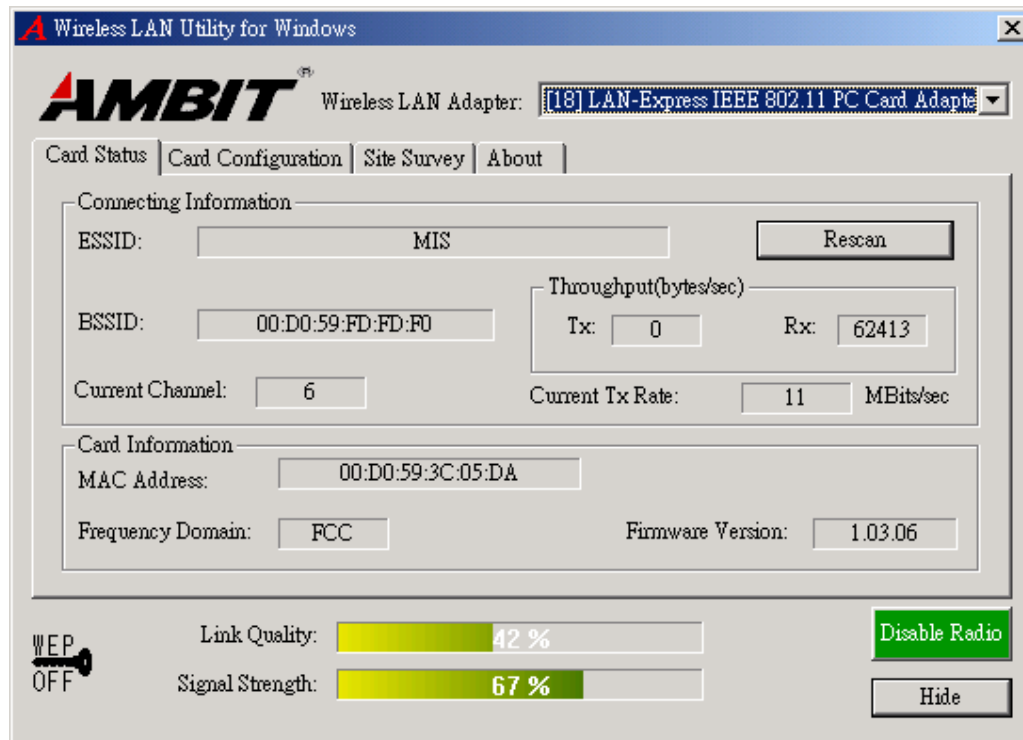 Wireless LAN Utility for Windows
AMBIT®
Wireless LAN Adapter: [18] LAN-Express IEEE 802.11 PC Card Adapte
Card Status Card Configuration Site Survey About
Connecting Information
ESSID: MIS Rescan
Throughput(bytes/sec)
BSSID: 00:D0:59:FD:FD:F0 Tx: 0 Rx: 62413
Current Channel: 6 Current Tx Rate: 11 MBits/sec
Card Information
MAC Address: 00:D0:59:3C:05:DA
Frequency Domain: FCC Firmware Version: 1.03.06
WEP OFF
Link Quality: 42 % Disable Radio
Signal Strength: 67 % Hide